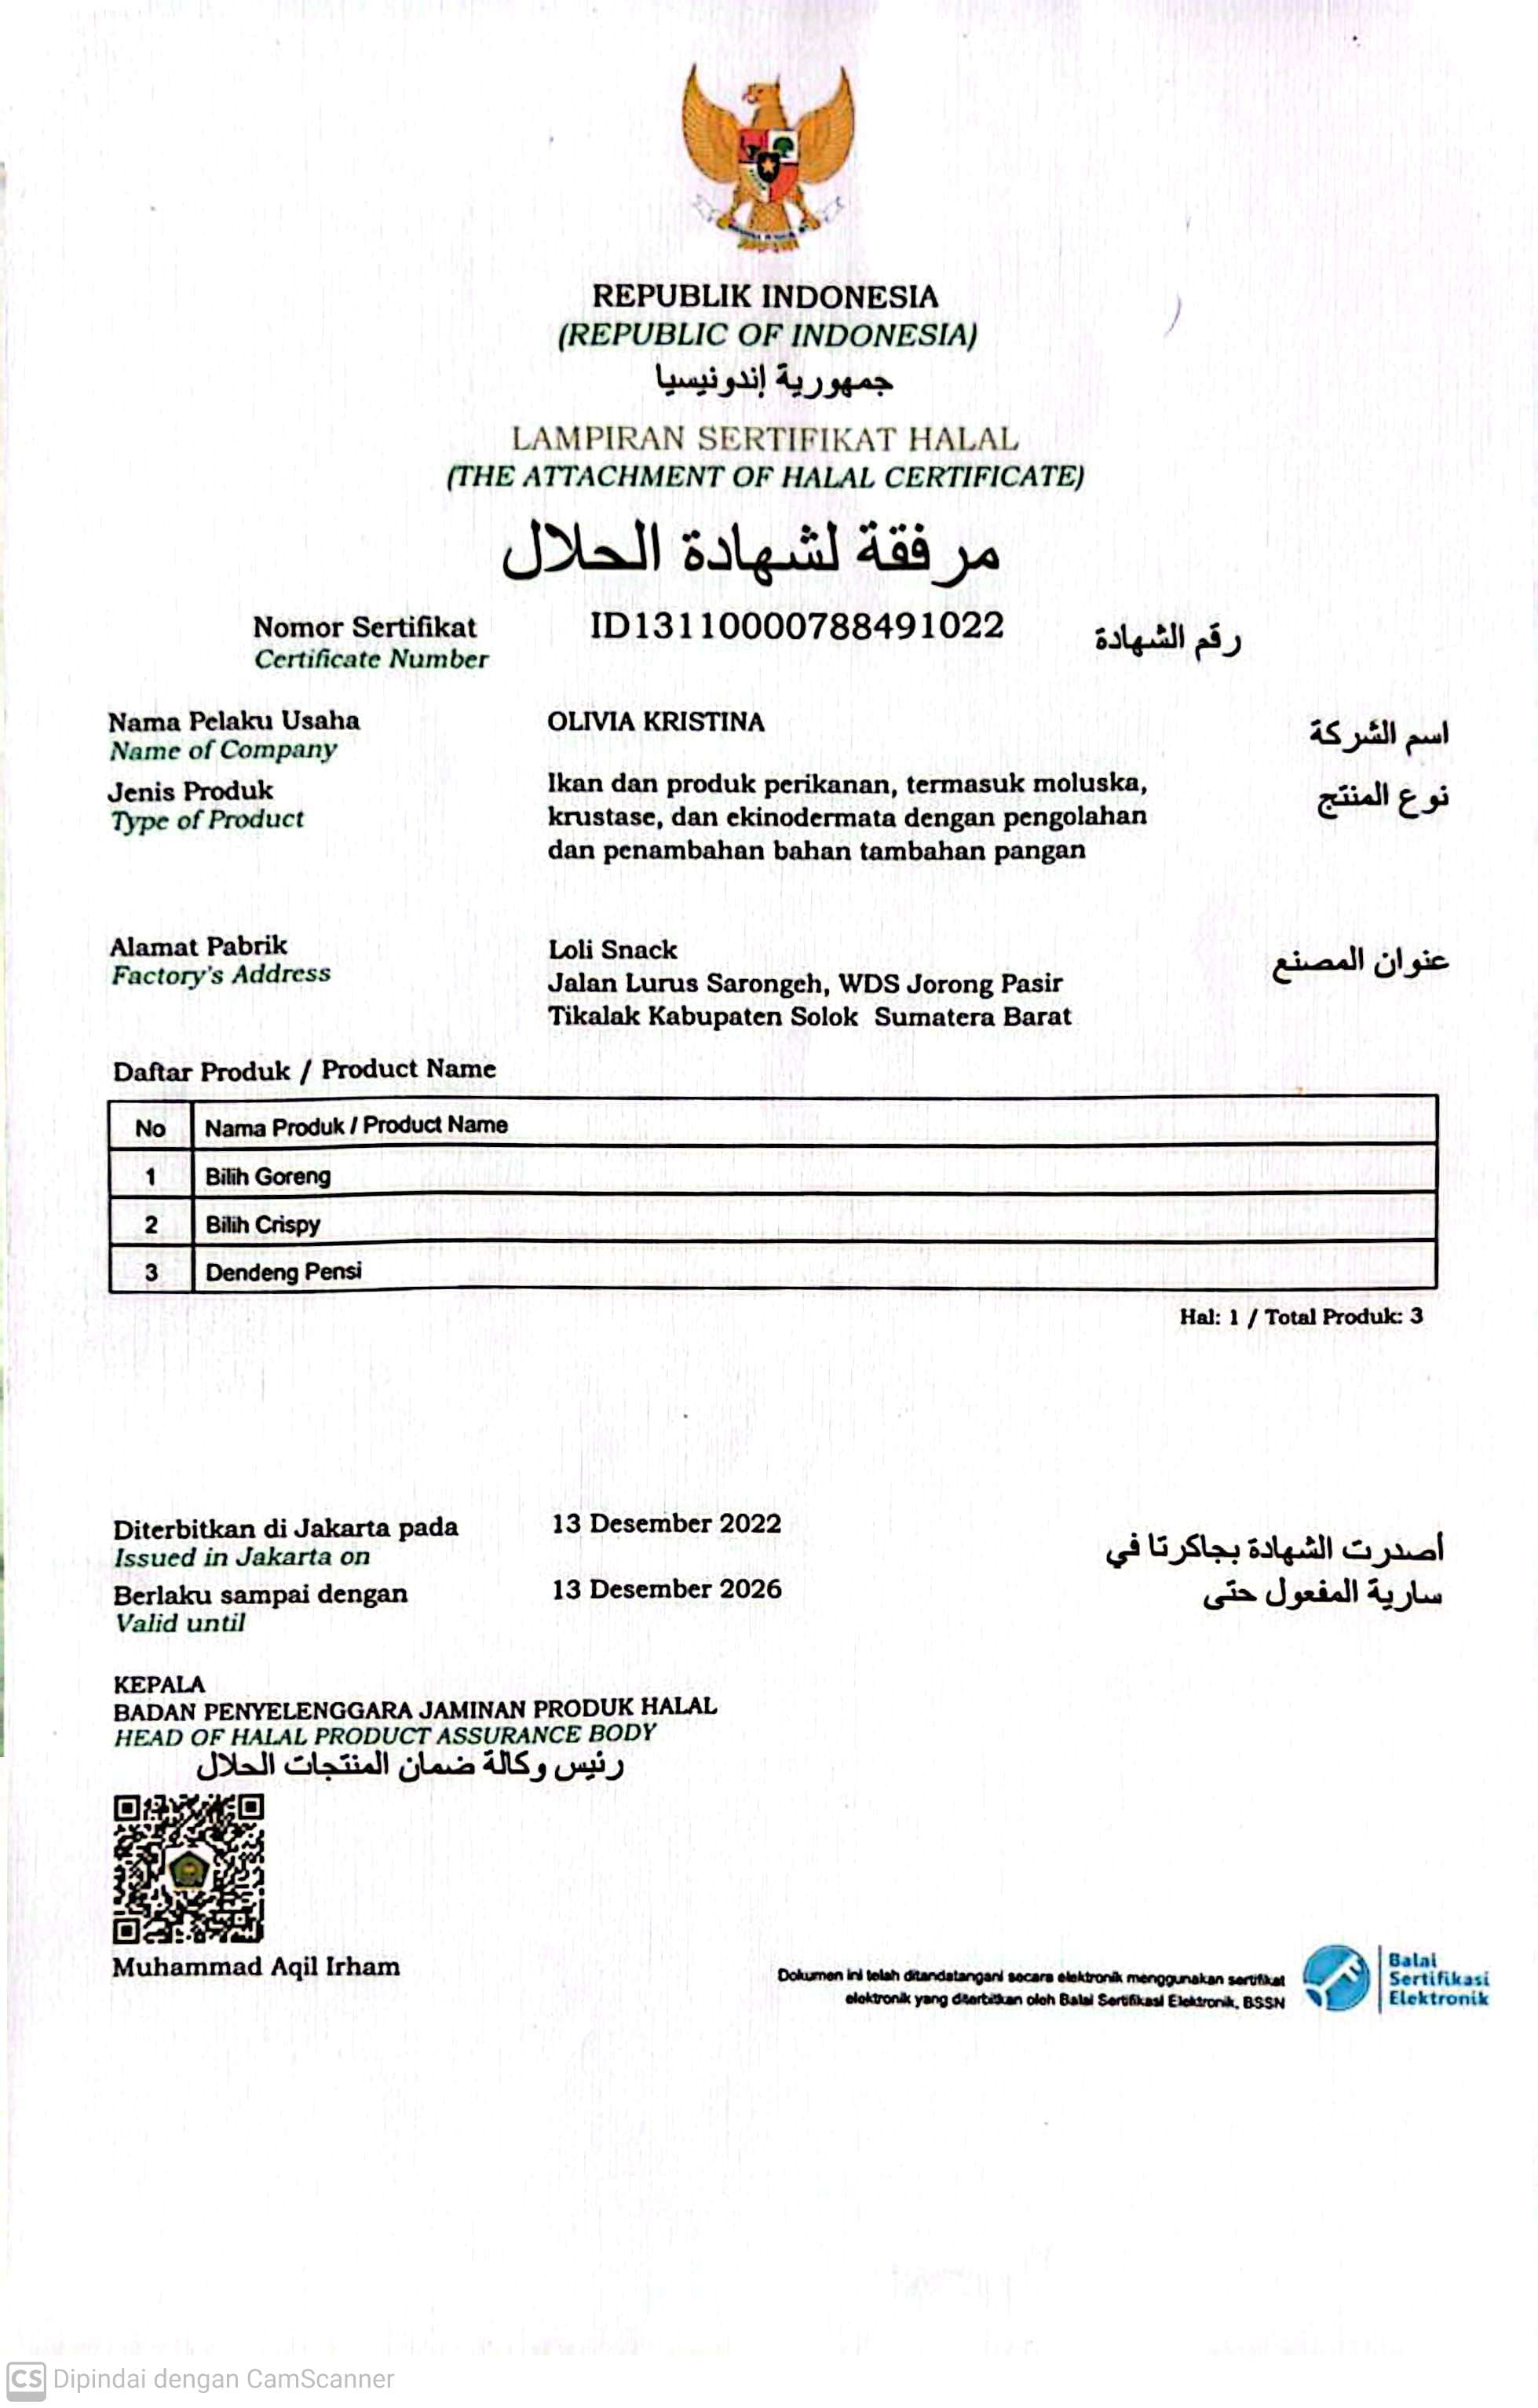 REPUBLIK INDONESIA
(REPUBLIC OF INDONESIA)
جمهورية إندونيسيا
LAMPIRAN SERTIFIKAT HALAL
(THE ATTACHMENT OF HALAL CERTIFICATE)
مرفقة لشهادة الحلال
Nomor Sertifikat ID13110000788491022 رقم الشهادة
Certificate Number
Nama Pelaku Usaha OLIVIA KRISTINA اسم الشركة
Name of Company
Jenis Produk Ikan dan produk perikanan, termasuk moluska, نوع المنتج
Type of Product krustase, dan ekinodermata dengan pengolahan
dan penambahan bahan tambahan pangan
Alamat Pabrik Loli Snack عنوان المصنع
Factory's Address Jalan Lurus Sarongeh, WDS Jorong Pasir
Tikalak Kabupaten Solok Sumatera Barat
Daftar Produk / Product Name
No Nama Produk / Product Name
1 Bilih Goreng
2 Bilih Crispy
3 Dendeng Pensi
Hal: 1 / Total Produk: 3
Diterbitkan di Jakarta pada 13 Desember 2022 أصدرت الشهادة بجاكرتا في
Issued in Jakarta on
Berlaku sampai dengan 13 Desember 2026 سارية المفعول حتى
Valid until
KEPALA
BADAN PENYELENGGARA JAMINAN PRODUK HALAL
HEAD OF HALAL PRODUCT ASSURANCE BODY
رئيس وكالة ضمان المنتجات الحلال
Muhammad Aqil Irham
Dokumen ini telah ditandatangani secara elektronik menggunakan sertifikat
elektronik yang diterbitkan oleh Balai Sertifikasi Elektronik, BSSN
Balai
Sertifikasi
Elektronik
CS Dipindai dengan CamScanner